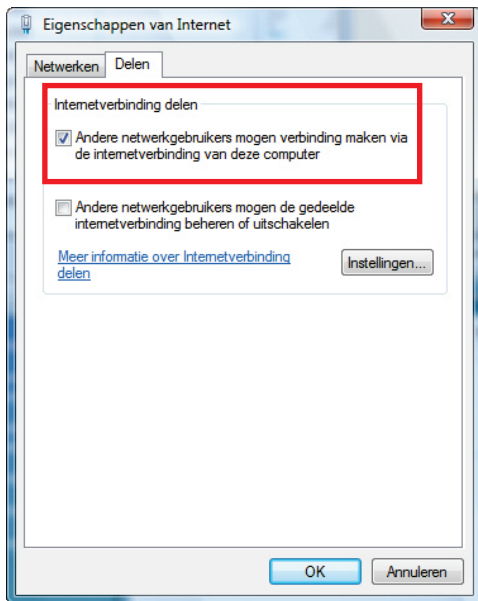 Eigenschappen van Internet
Netwerken
Delen
Internetverbinding delen
Andere netwerkgebruikers mogen verbinding maken via
de internetverbinding van deze computer
Andere netwerkgebruikers mogen de gedeelde
internetverbinding beheren of uitschakelen
Meer informatie over Internetverbinding
delen
Instellingen...
OK
Annuleren